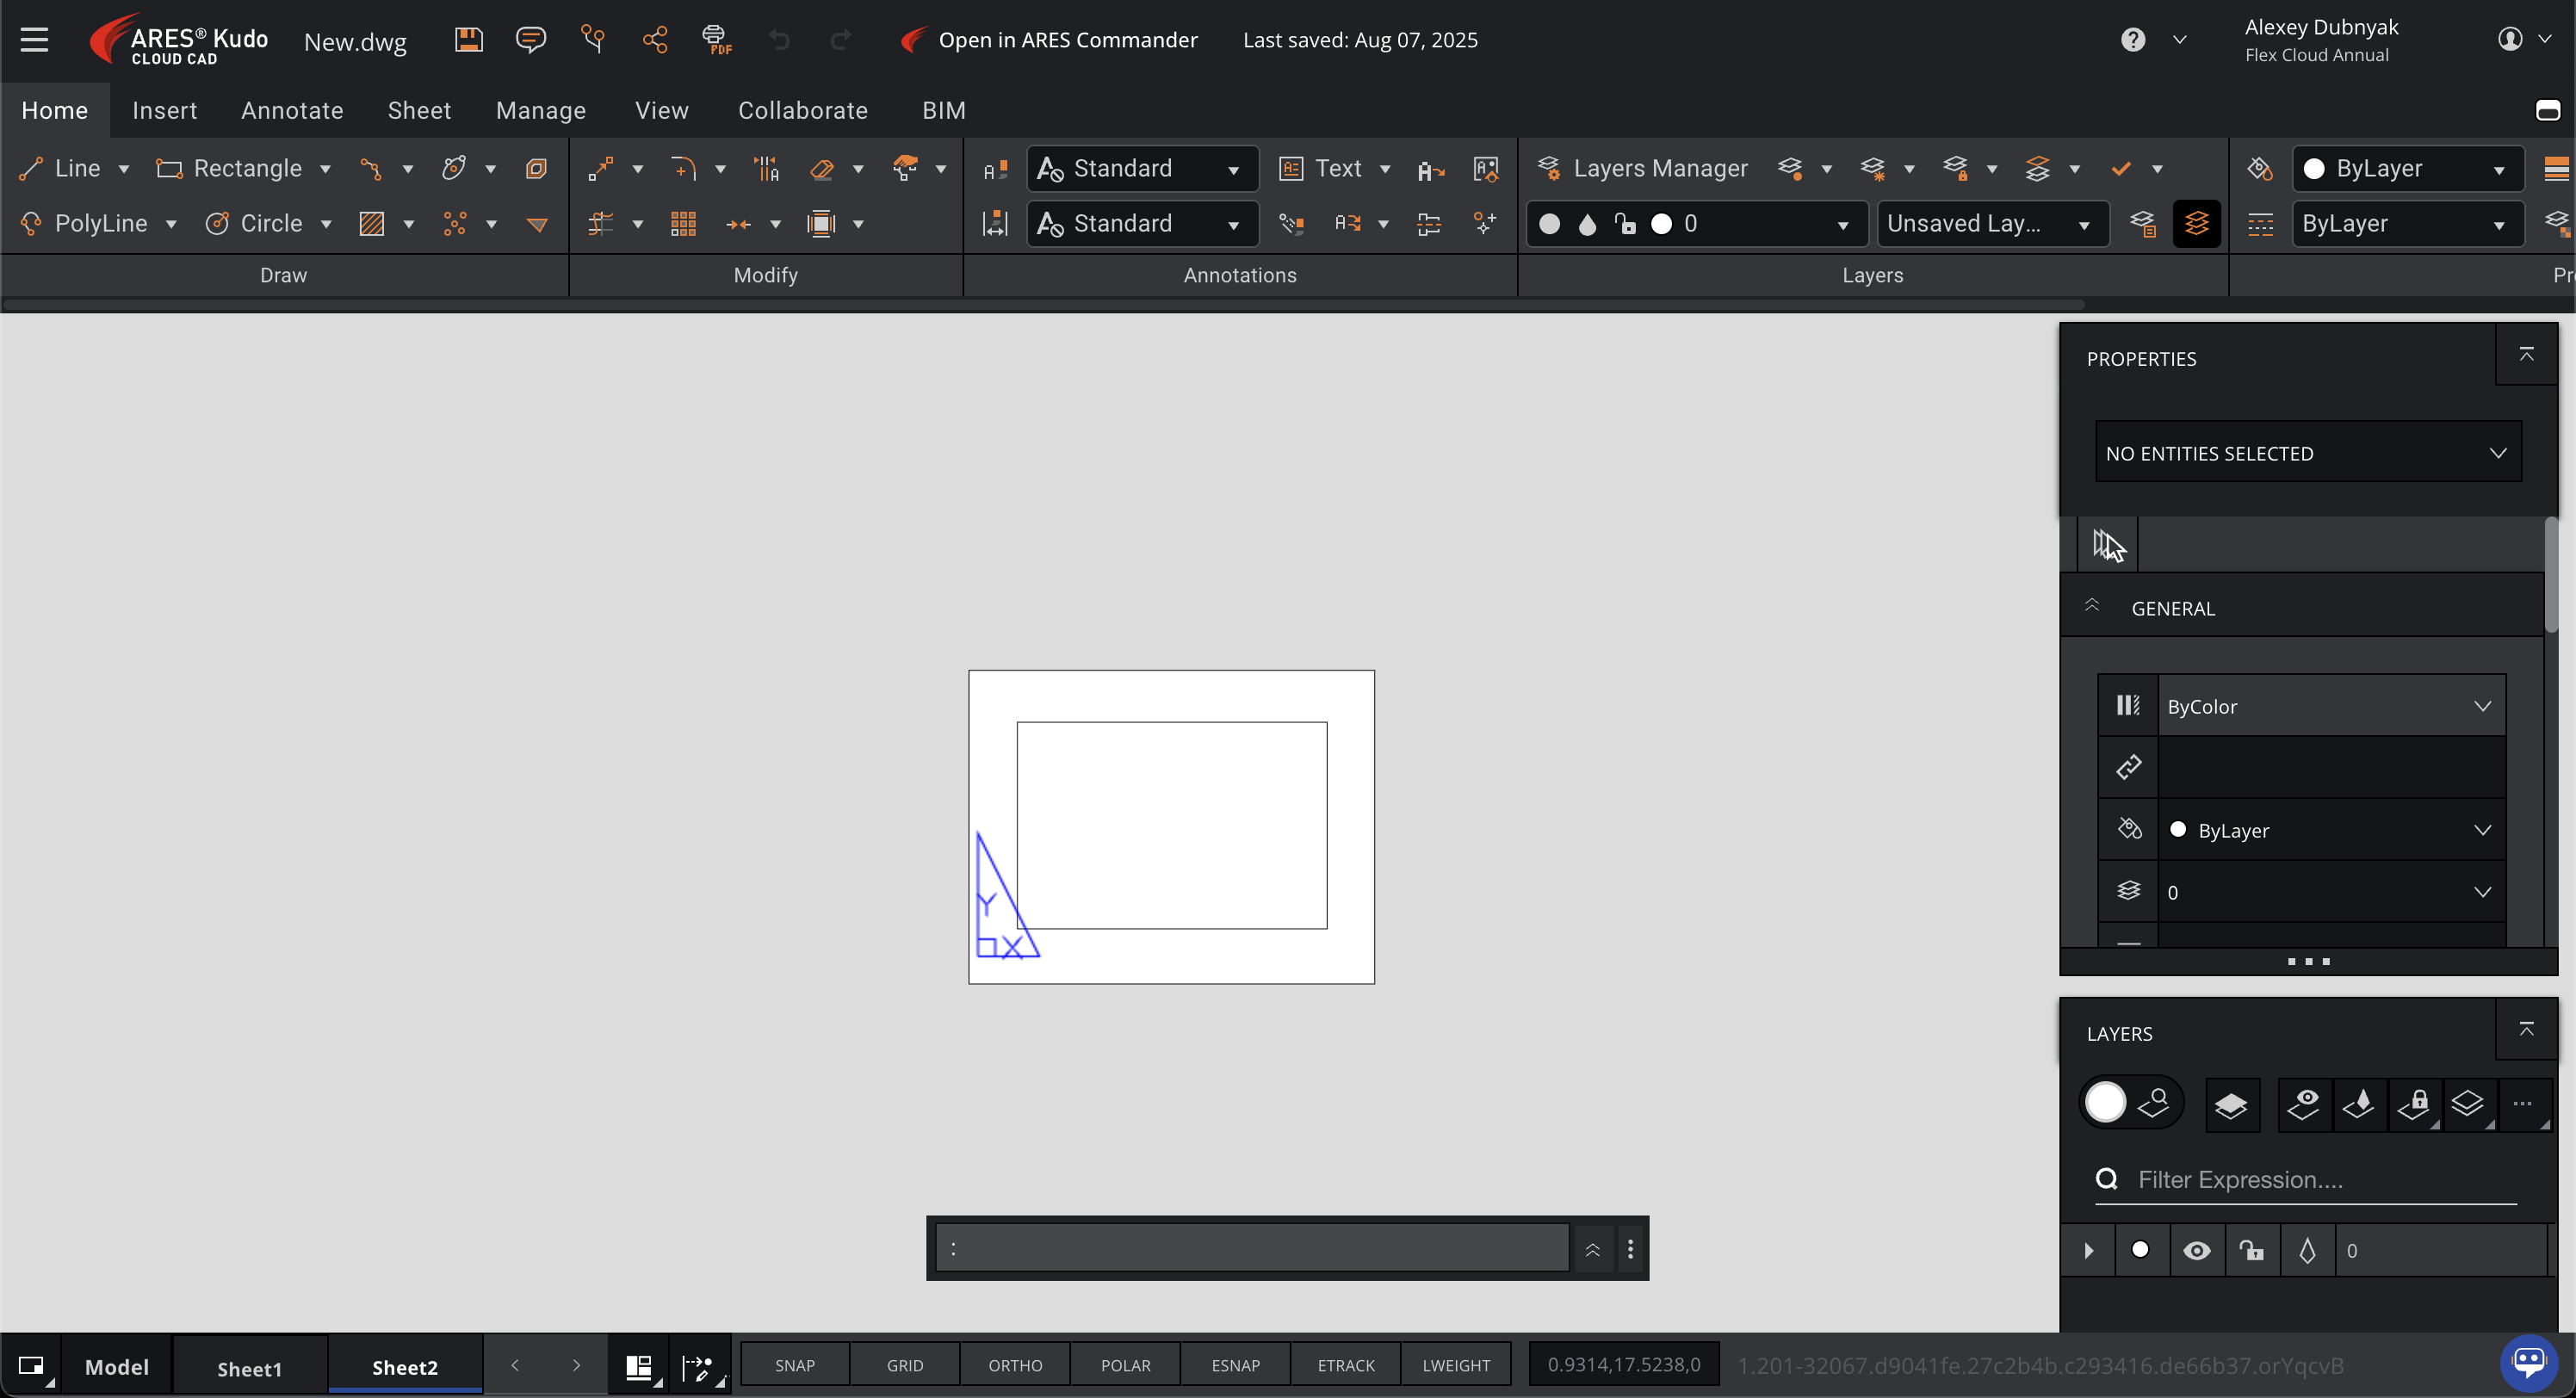 ARES® Kudo
CLOUD CAD
New.dwg
PDF
Open in ARES Commander
Last saved: Aug 07, 2025
?
Alexey Dubnyak
Flex Cloud Annual
Home
Insert
Annotate
Sheet
Manage
View
Collaborate
BIM
Line
Rectangle
Standard
Text
Layers Manager
ByLayer
PolyLine
Circle
Standard
0
Unsaved Lay...
ByLayer
Draw
Modify
Annotations
Layers
Pr
PROPERTIES
NO ENTITIES SELECTED
GENERAL
ByColor
ByLayer
0
Y
X
LAYERS
Filter Expression....
:
0
Model
Sheet1
Sheet2
SNAP
GRID
ORTHO
POLAR
ESNAP
ETRACK
LWEIGHT
0.9314,17.5238,0
1.201-32067.d9041fe.27c2b4b.c293416.de66b37.orYqcvB